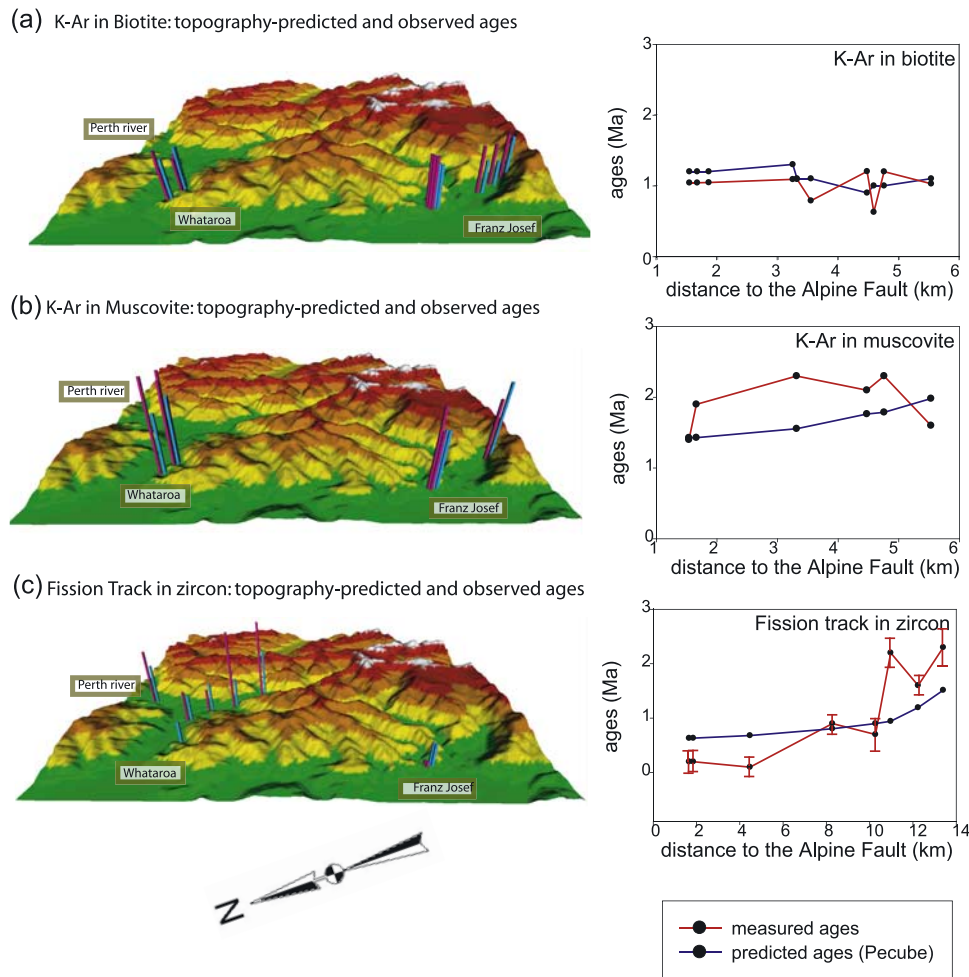 (a) K-Ar in Biotite: topography-predicted and observed ages
Perth river
Whataroa
Franz Josef
K-Ar in biotite
ages (Ma)
3
2
1
0
1 2 3 4 5 6
distance to the Alpine Fault (km)
(b) K-Ar in Muscovite: topography-predicted and observed ages
Perth river
Whataroa
Franz Josef
K-Ar in muscovite
ages (Ma)
3
2
1
0
1 2 3 4 5 6
distance to the Alpine Fault (km)
(c) Fission Track in zircon: topography-predicted and observed ages
Perth river
Whataroa
Franz Josef
Fission track in zircon
ages (Ma)
3
2
1
0
0 2 4 6 8 10 12 14
distance to the Alpine Fault (km)
N
measured ages
predicted ages (Pecube)